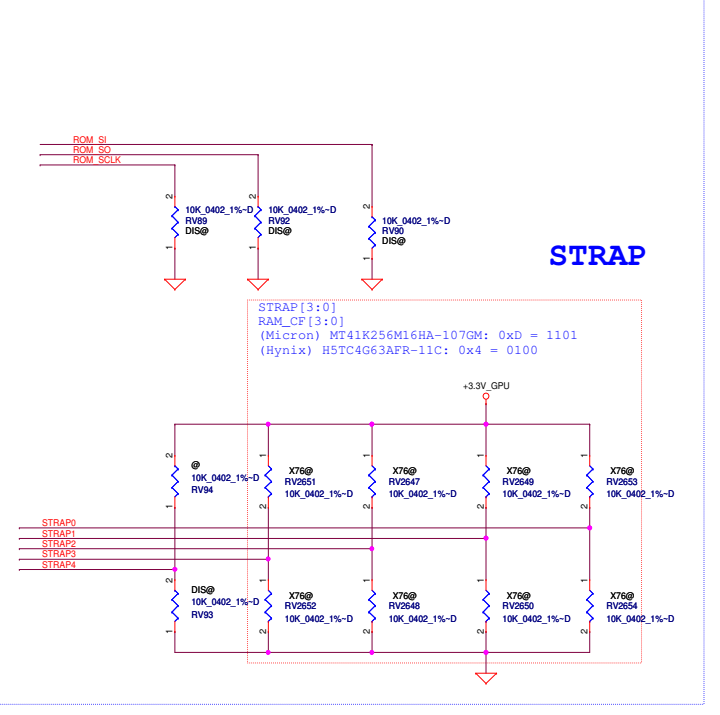 ROM_SI
ROM_SO
ROM_SCLK
2
2
2
10K_0402_1%~D
RV89
DIS@
10K_0402_1%~D
RV92
DIS@
10K_0402_1%~D
RV90
DIS@
1
1
1
STRAP
STRAP[3:0]
RAM_CF[3:0]
(Micron) MT41K256M16HA-107GM: 0xD = 1101
(Hynix) H5TC4G63AFR-11C: 0x4 = 0100
+3.3V_GPU
2
1
1
1
1
@
10K_0402_1%~D
RV94
X76@
RV2651
10K_0402_1%~D
X76@
RV2647
10K_0402_1%~D
X76@
RV2649
10K_0402_1%~D
X76@
RV2653
10K_0402_1%~D
1
2
2
2
2
STRAP0
STRAP1
STRAP2
STRAP3
STRAP4
2
1
1
1
1
DIS@
10K_0402_1%~D
RV93
X76@
RV2652
10K_0402_1%~D
X76@
RV2648
10K_0402_1%~D
X76@
RV2650
10K_0402_1%~D
X76@
RV2654
10K_0402_1%~D
1
2
2
2
2